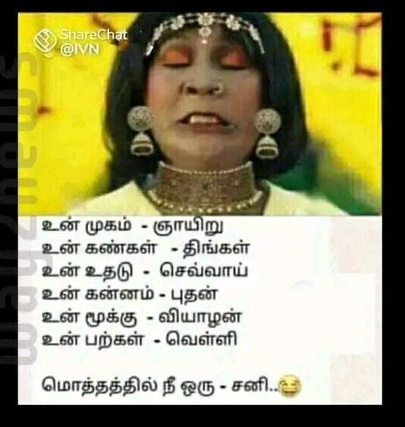 ShareChat
@IVN
way2news
உன் முகம் - ஞாயிறு
உன் கண்கள் - திங்கள்
உன் உதடு - செவ்வாய்
உன் கன்னம் - புதன்
உன் மூக்கு - வியாழன்
உன் பற்கள் - வெள்ளி
மொத்தத்தில் நீ ஒரு - சனி..😂